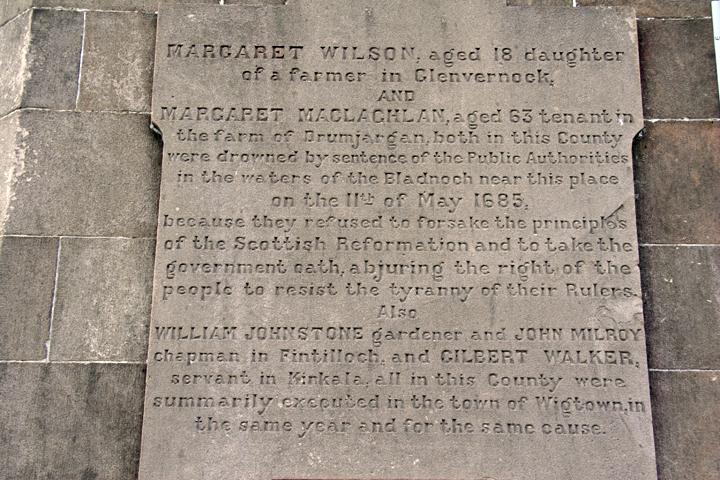 MARGARET WILSON, aged 18 daughter
of a farmer in Glenvernock,
AND
MARGARET MACLACHLAN, aged 63 tenant in
the farm of Drumjargan, both in this County
were drowned by sentence of the Public Authorities
in the waters of the Bladnoch near this place
on the 11th of May 1685,
because they refused to forsake the principles
of the Scottish Reformation and to take the
government oath, abjuring the right of the
people to resist the tyranny of their Rulers.
Also
WILLIAM JOHNSTONE gardener and JOHN MILROY
chapman in Fintilloch, and GILBERT WALKER,
servant in Kirkala, all in this County were
summarily executed in the town of Wigtown, in
the same year and for the same cause.